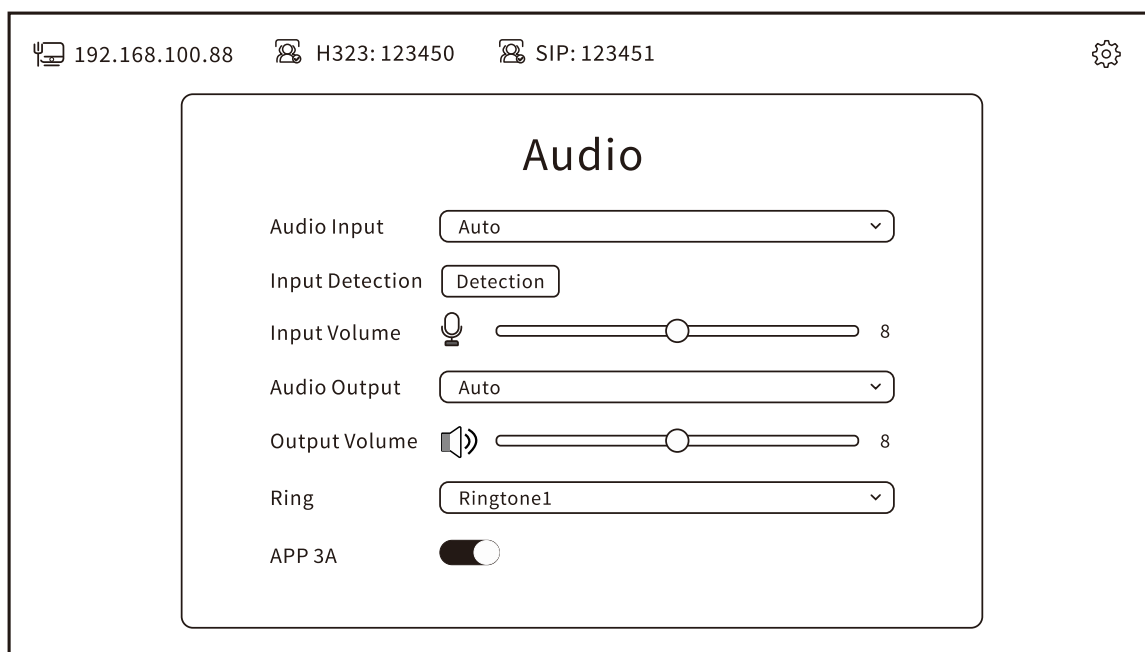 192.168.100.88 H323: 123450 SIP: 123451
Audio
Audio Input Auto
Input Detection Detection
Input Volume 8
Audio Output Auto
Output Volume 8
Ring Ringtone1
APP 3A